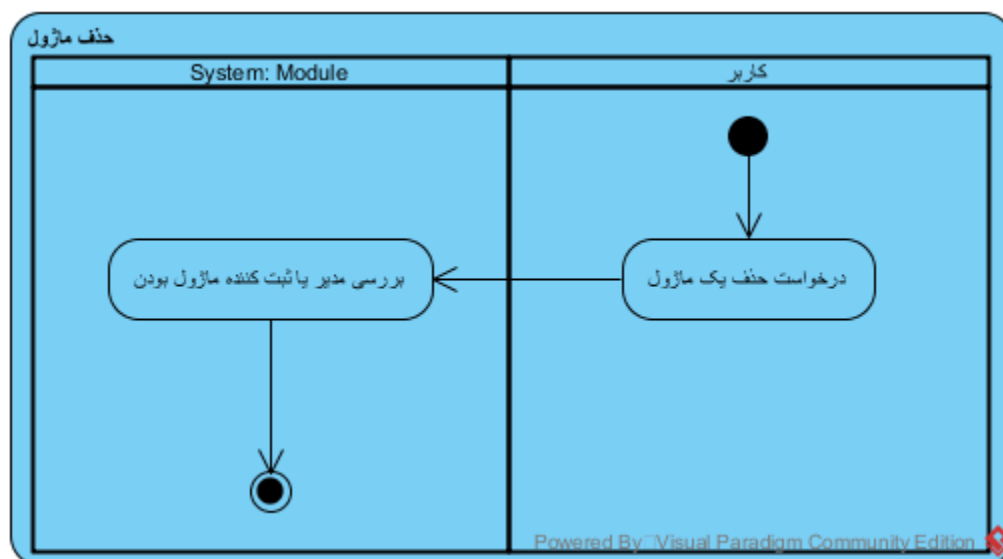 حذف ماژول
کاربر
System: Module
درخواست حذف یک ماژول
بررسی مدیر یا ثبت کننده ماژول بودن
Powered By Visual Paradigm Community Edition